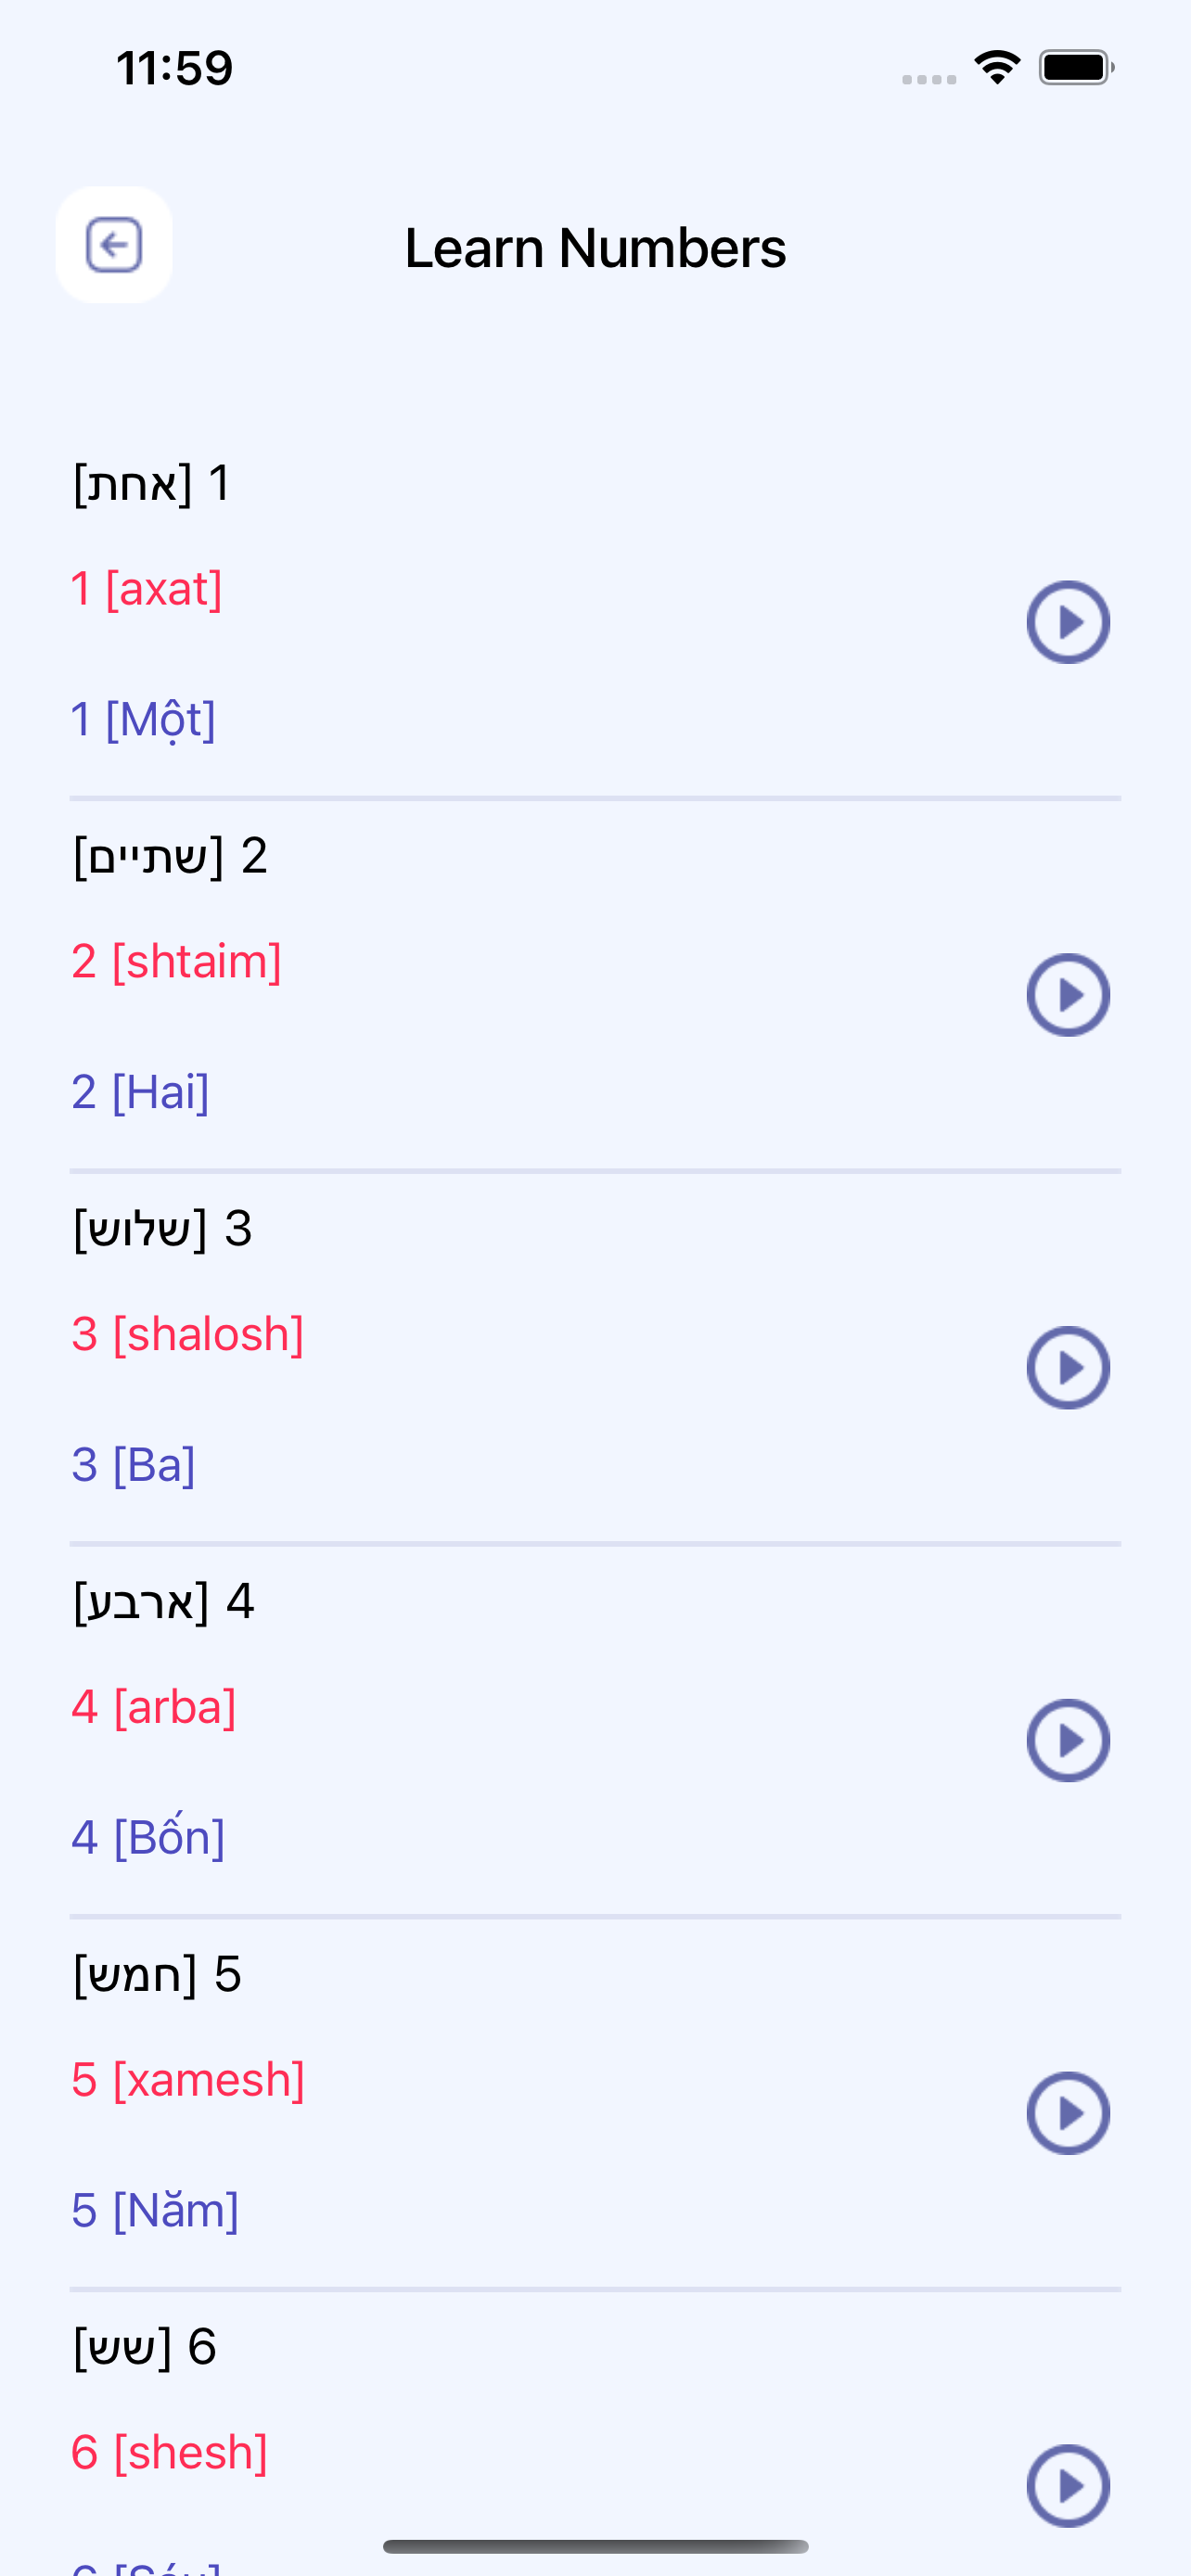 11:59
Learn Numbers
1 [אחת]
1 [axat]
1 [Một]
2 [שתיים]
2 [shtaim]
2 [Hai]
3 [שלוש]
3 [shalosh]
3 [Ba]
4 [ארבע]
4 [arba]
4 [Bốn]
5 [חמש]
5 [xamesh]
5 [Năm]
6 [שש]
6 [shesh]